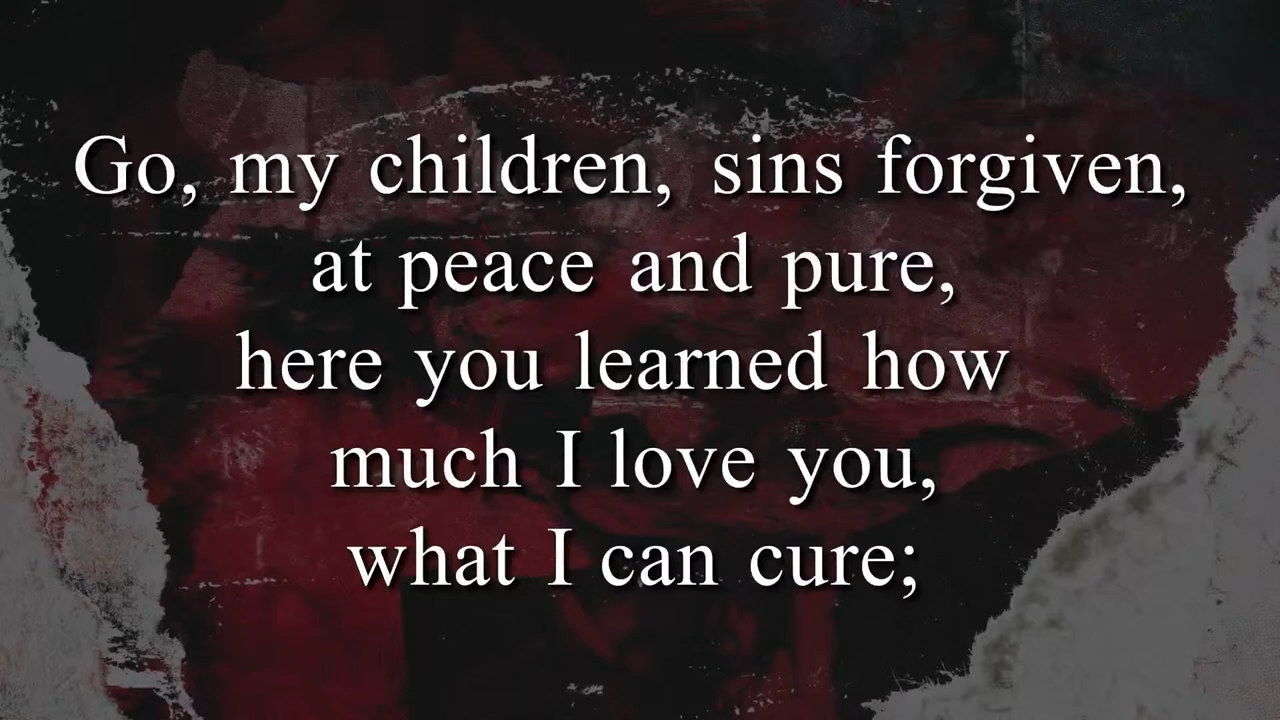 Go, my children, sins forgiven,
at peace and pure,
here you learned how
much I love you,
what I can cure;